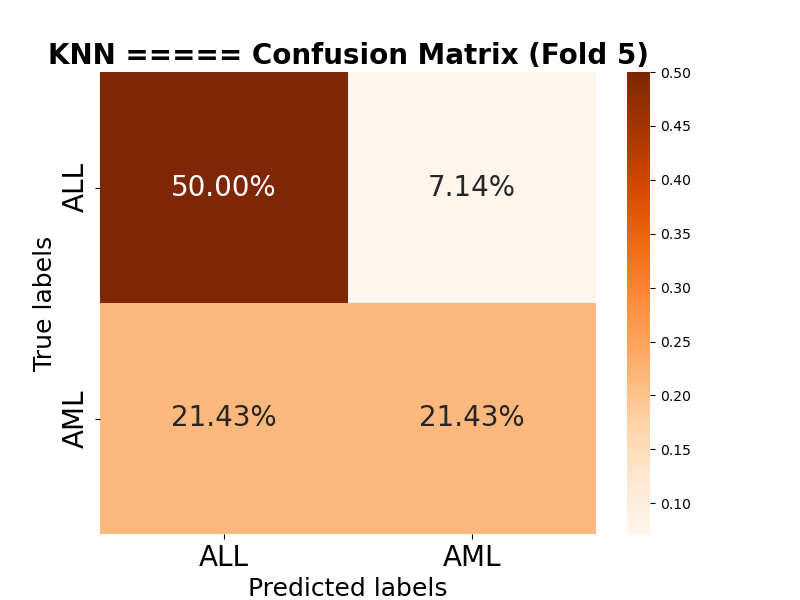 KNN ===== Confusion Matrix (Fold 5)
True labels
ALL
50.00%
7.14%
AML
21.43%
21.43%
ALL
AML
Predicted labels
0.50
0.45
0.40
0.35
0.30
0.25
0.20
0.15
0.10